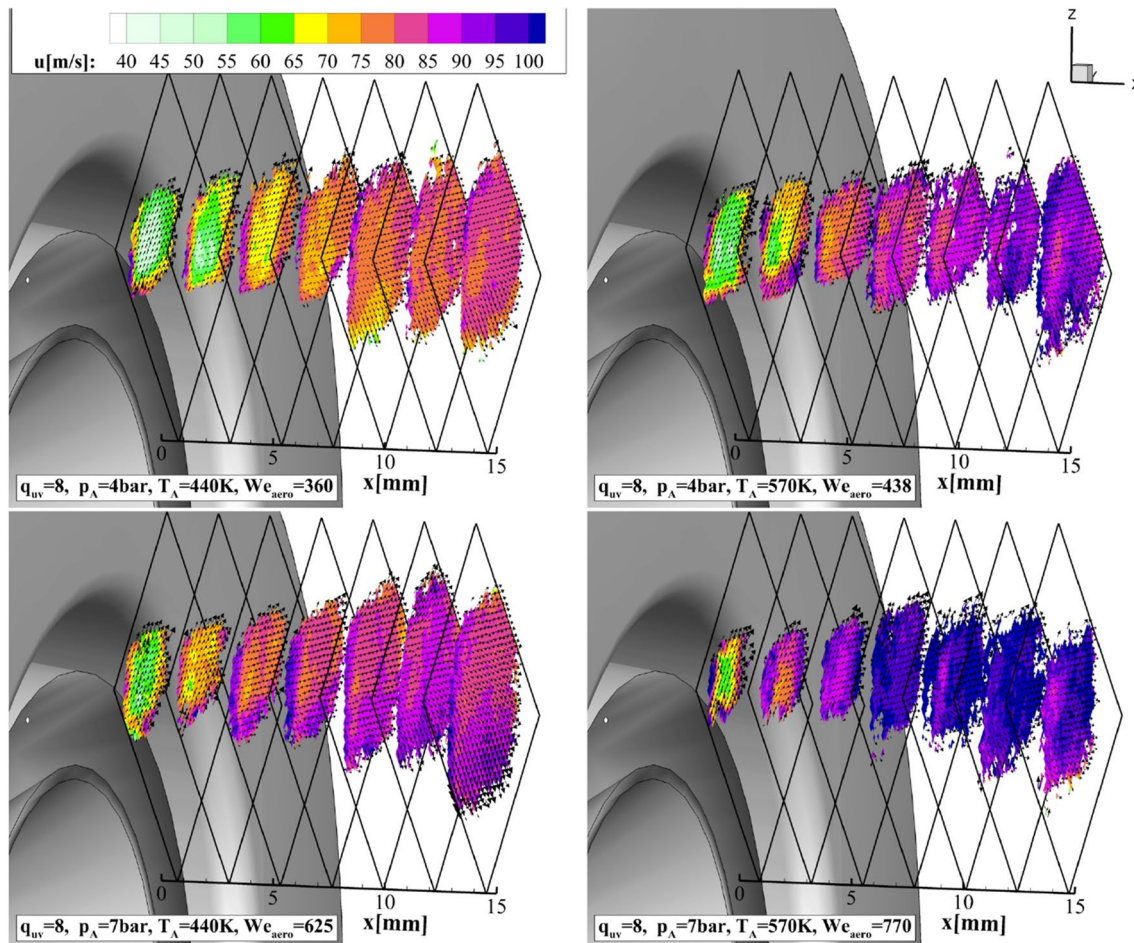 u[m/s]: 40 45 50 55 60 65 70 75 80 85 90 95 100
Z
X
0 5 10 15
x[mm]
q_uv=8, p_A=4bar, T_A=440K, We_aero=360
0 5 10 15
x[mm]
q_uv=8, p_A=4bar, T_A=570K, We_aero=438
0 5 10 15
x[mm]
q_uv=8, p_A=7bar, T_A=440K, We_aero=625
0 5 10 15
x[mm]
q_uv=8, p_A=7bar, T_A=570K, We_aero=770